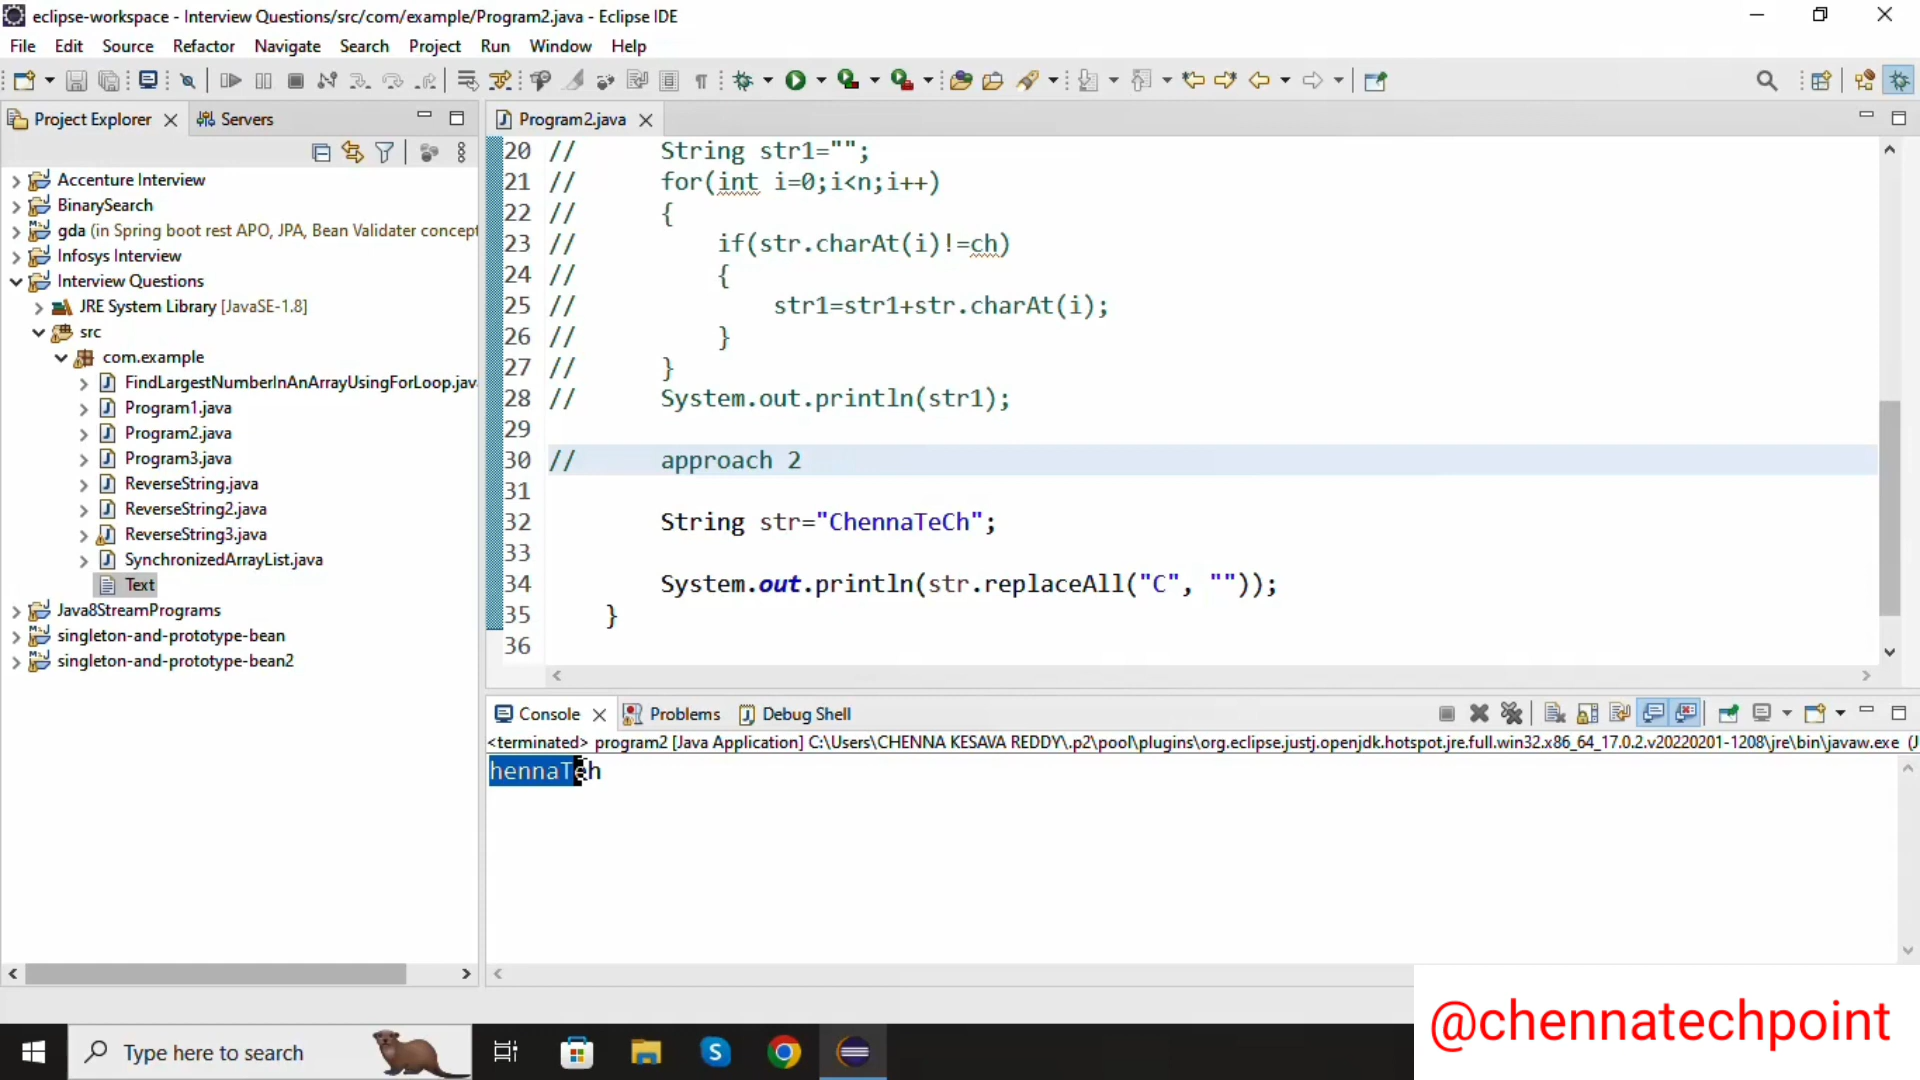 eclipse-workspace - Interview Questions/src/com/example/Program2.java - Eclipse IDE
File Edit Source Refactor Navigate Search Project Run Window Help
Project Explorer Servers
Accenture Interview
BinarySearch
gda (in Spring boot rest APO, JPA, Bean Validater concept
Infosys Interview
Interview Questions
JRE System Library [JavaSE-1.8]
src
com.example
FindLargestNumberInAnArrayUsingForLoop.jav
Program1.java
Program2.java
Program3.java
ReverseString.java
ReverseString2.java
ReverseString3.java
SynchronizedArrayList.java
Text
Java8StreamPrograms
singleton-and-prototype-bean
singleton-and-prototype-bean2
Program2.java
20 // String str1="";
21 // for(int i=0;i<n;i++)
22 // {
23 // if(str.charAt(i)!=ch)
24 // {
25 // str1=str1+str.charAt(i);
26 // }
27 // }
28 // System.out.println(str1);
29
30 // approach 2
31
32 String str="ChennaTeCh";
33
34 System.out.println(str.replaceAll("C", ""));
35 }
36
Console Problems Debug Shell
<terminated> program2 [Java Application] C:\Users\CHENNA KESAVA REDDY\.p2\pool\plugins\org.eclipse.justj.openjdk.hotspot.jre.full.win32.x86_64_17.0.2.v20220201-1208\jre\bin\javaw.exe (J
hennaTeh
@chennatechpoint
Type here to search